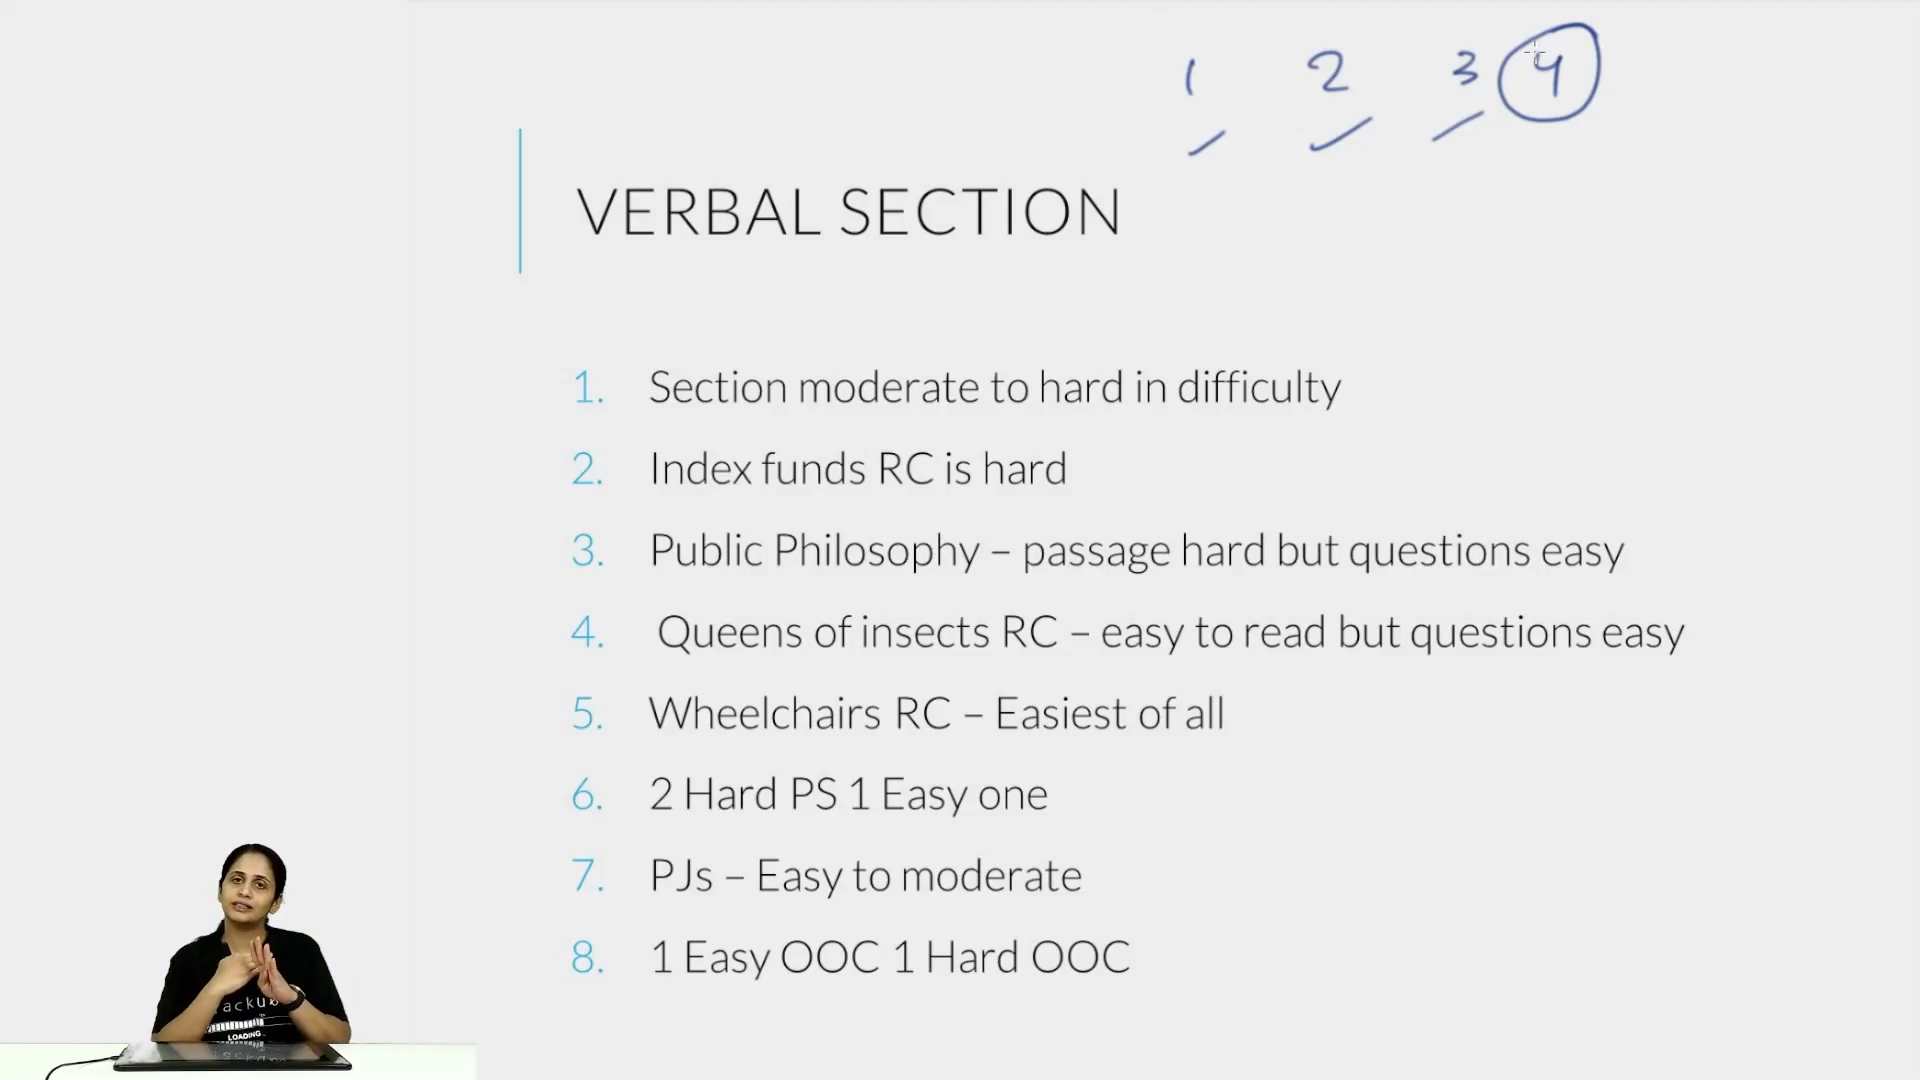 1 2 3 4
VERBAL SECTION
1. Section moderate to hard in difficulty
2. Index funds RC is hard
3. Public Philosophy – passage hard but questions easy
4. Queens of insects RC – easy to read but questions easy
5. Wheelchairs RC – Easiest of all
6. 2 Hard PS 1 Easy one
7. PJs – Easy to moderate
8. 1 Easy OOC 1 Hard OOC
LOADING